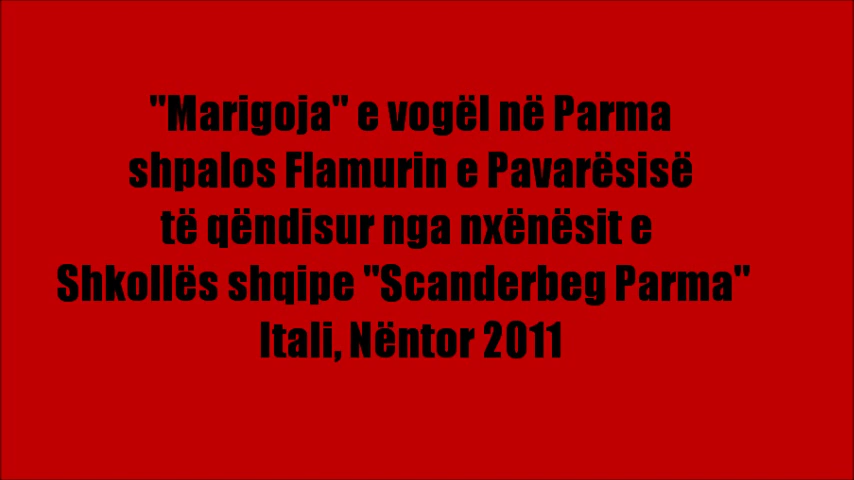 "Marigoja" e vogël në Parma
shpalos Flamurin e Pavarësisë
të qëndisur nga nxënësit e
Shkollës shqipe "Scanderbeg Parma"
Itali, Nëntor 2011